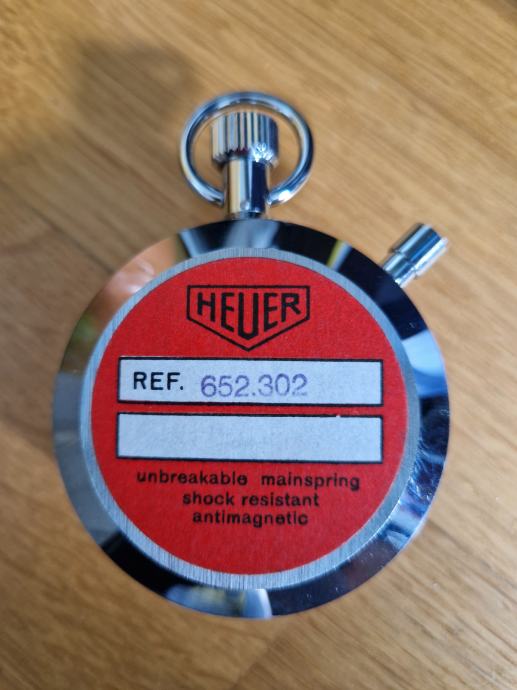 HEUER
REF. 652.302
unbreakable mainspring
shock resistant
antimagnetic